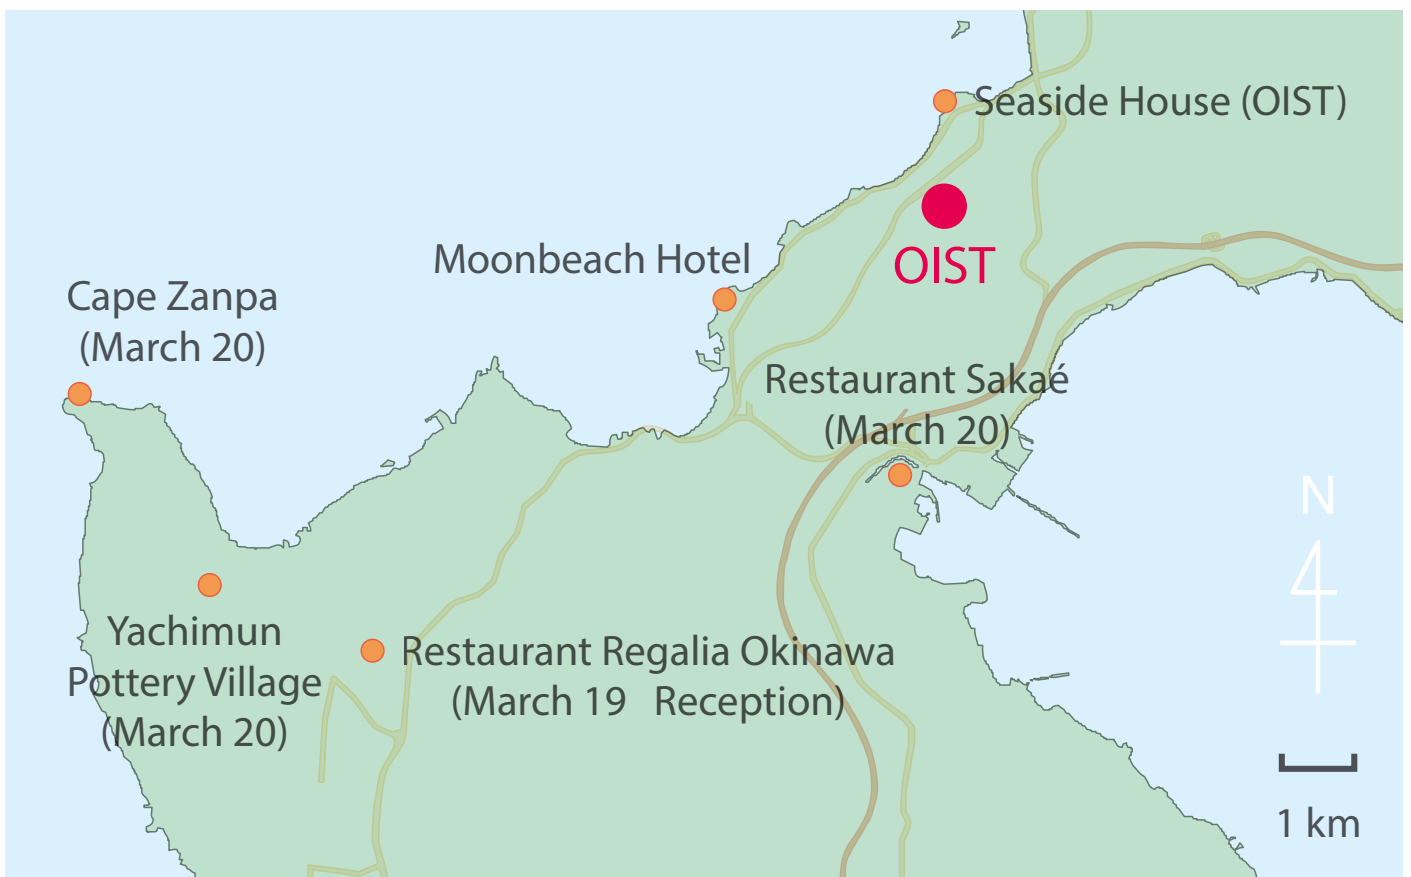 Seaside House (OIST)
OIST
Moonbeach Hotel
Cape Zanpa
(March 20)
Restaurant Sakaé
(March 20)
N
Yachimun
Pottery Village
(March 20)
Restaurant Regalia Okinawa
(March 19 Reception)
1 km